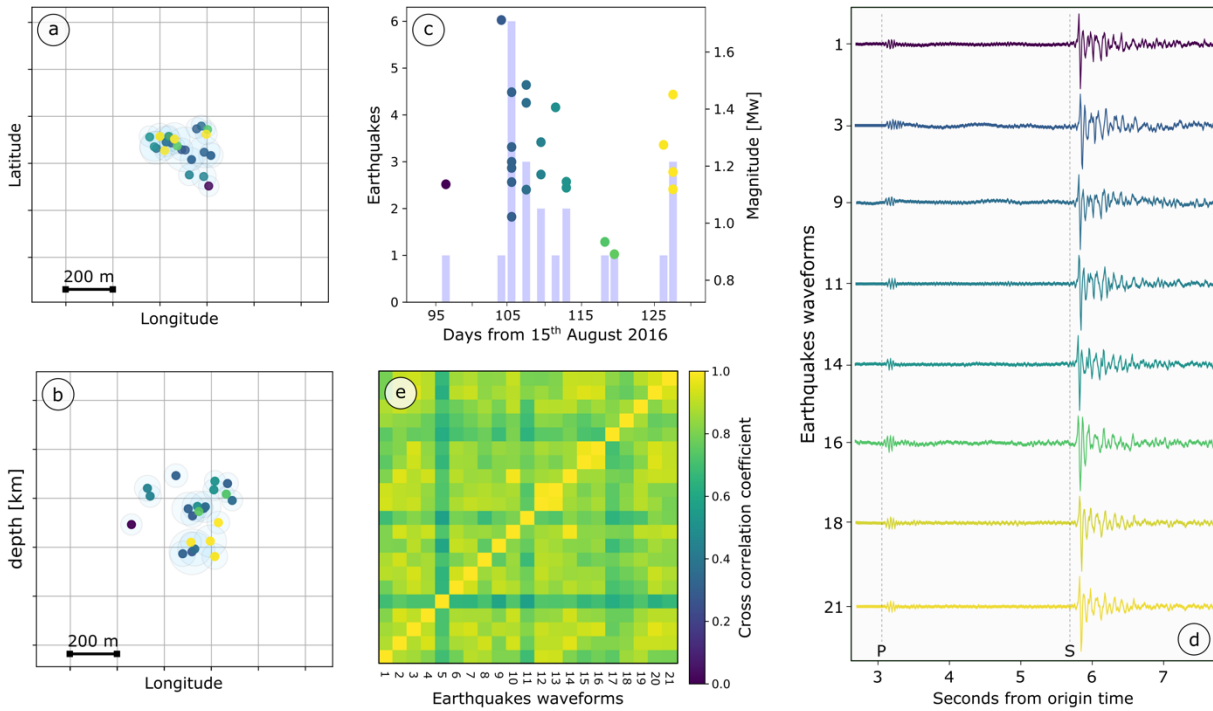 a
Latitude
200 m
Longitude
c
Earthquakes
6
5
4
3
2
1
0
95
105
115
125
Days from 15th August 2016
1.6
1.4
1.2
1.0
0.8
Magnitude [Mw]
b
depth [km]
200 m
Longitude
e
1 2 3 4 5 6 7 8 9 10 11 12 13 14 15 16 17 18 19 20 21
Earthquakes waveforms
1.0
0.8
0.6
0.4
0.2
0.0
Cross correlation coefficient
Earthquakes waveforms
1
3
9
11
14
16
18
21
P
S
d
3
4
5
6
7
Seconds from origin time